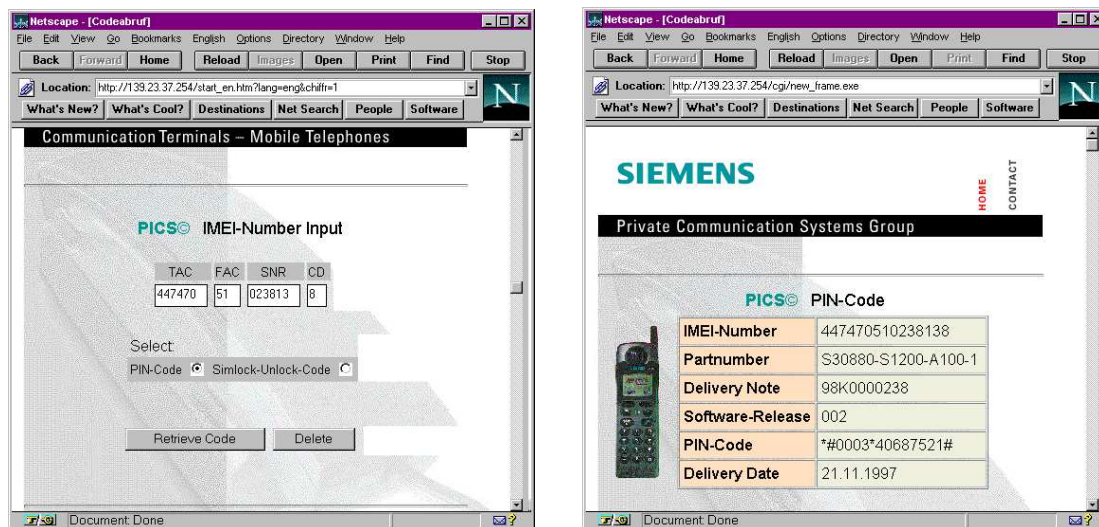 Netscape - [Codeabruf]
File Edit View Go Bookmarks English Options Directory Window Help
Back Forward Home Reload Images Open Print Find Stop
Location: http://139.23.37.254/start_en.htm?lang=eng&chiffr=1
N
What's New? What's Cool? Destinations Net Search People Software
Communication Terminals – Mobile Telephones
PICS© IMEI-Number Input
TAC FAC SNR CD
447470 51 023813 8
Select:
PIN-Code Simlock-Unlock-Code
Retrieve Code Delete
Document: Done
Netscape - [Codeabruf]
File Edit View Go Bookmarks English Options Directory Window Help
Back Forward Home Reload Images Open Print Find Stop
Location: http://139.23.37.254/cgi/new_frame.exe
N
What's New? What's Cool? Destinations Net Search People Software
SIEMENS
HOME
CONTACT
Private Communication Systems Group
PICS© PIN-Code
IMEI-Number 447470510238138
Partnumber S30880-S1200-A100-1
Delivery Note 98K0000238
Software-Release 002
PIN-Code *#0003*40687521#
Delivery Date 21.11.1997
Document: Done